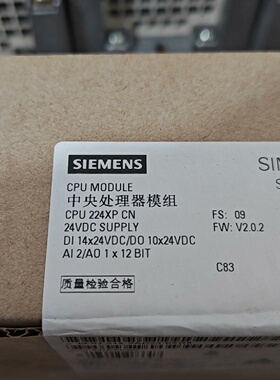 SIEMENS
SIM
CPU MODULE
S
中央处理器模组
CPU 224XP CN
FS: 09
24VDC SUPPLY
FW: V2.0.2
DI 14x24VDC/DO 10x24VDC
AI 2/AO 1 x 12 BIT
C83
质量检验合格